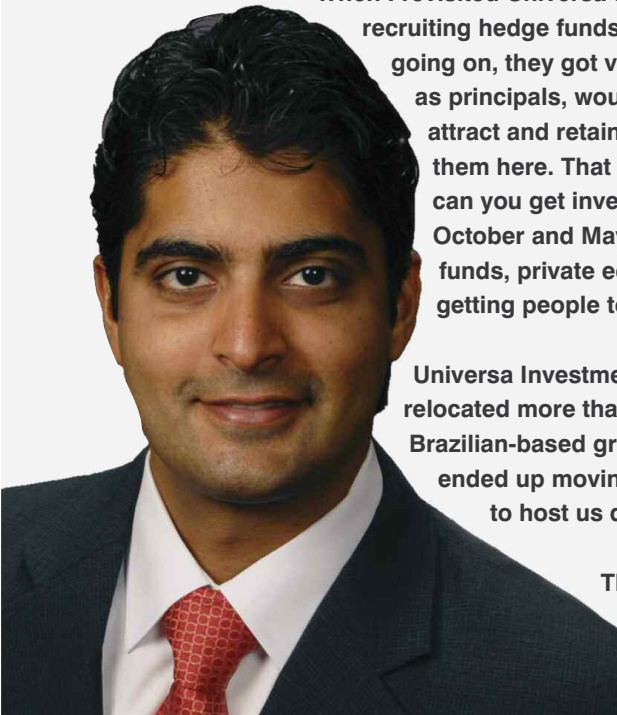 recruiting hedge funds
going on, they got v
as principals, wou
attract and retain
them here. That
can you get inve
October and
funds, private e
getting people t
Universa Investme
relocated more tha
Brazilian-based gr
ended up movin
to host us
Th